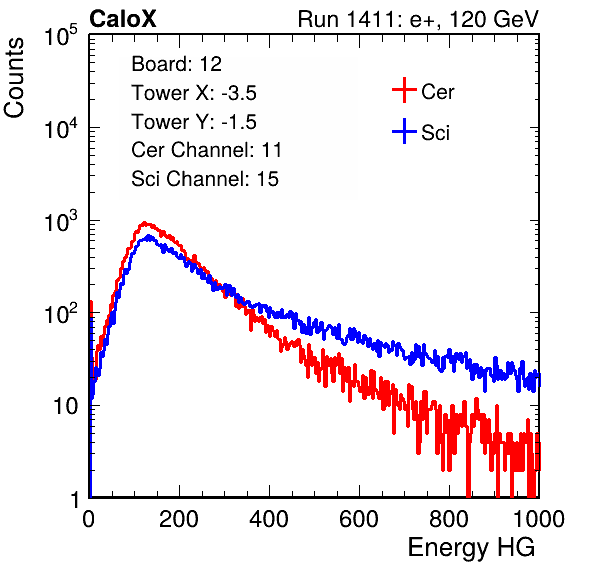 CaloX Run 1411: e+, 120 GeV
Counts
Board: 12
Tower X: -3.5
Tower Y: -1.5
Cer Channel: 11
Sci Channel: 15
Cer
Sci
10^5
10^4
10^3
10^2
10
1
0 200 400 600 800 1000
Energy HG